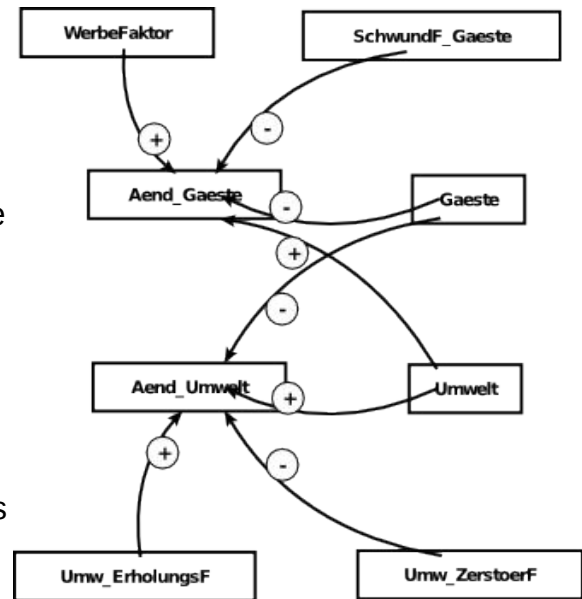 WerbeFaktor
SchwundF_Gaeste
+
-
Aend_Gaeste
-
Gaeste
e
+
-
Aend_Umwelt
+
Umwelt
+
-
s
Umw_ErholungsF
Umw_ZerstoerF